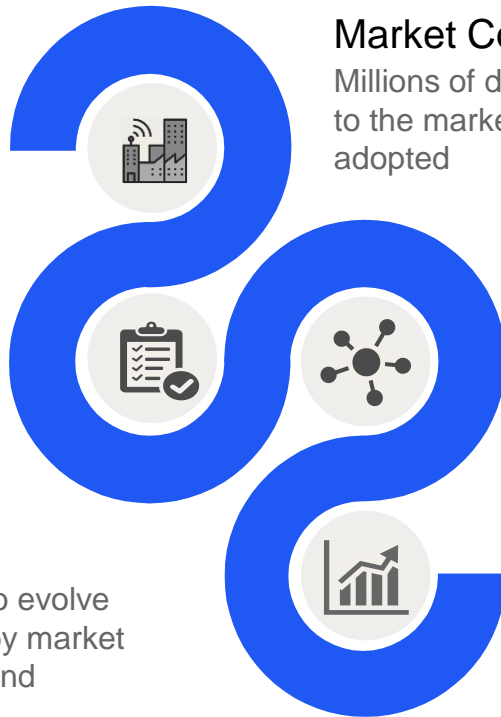 Market Co
Millions of d
to the marke
adopted
o evolve
by market
nd